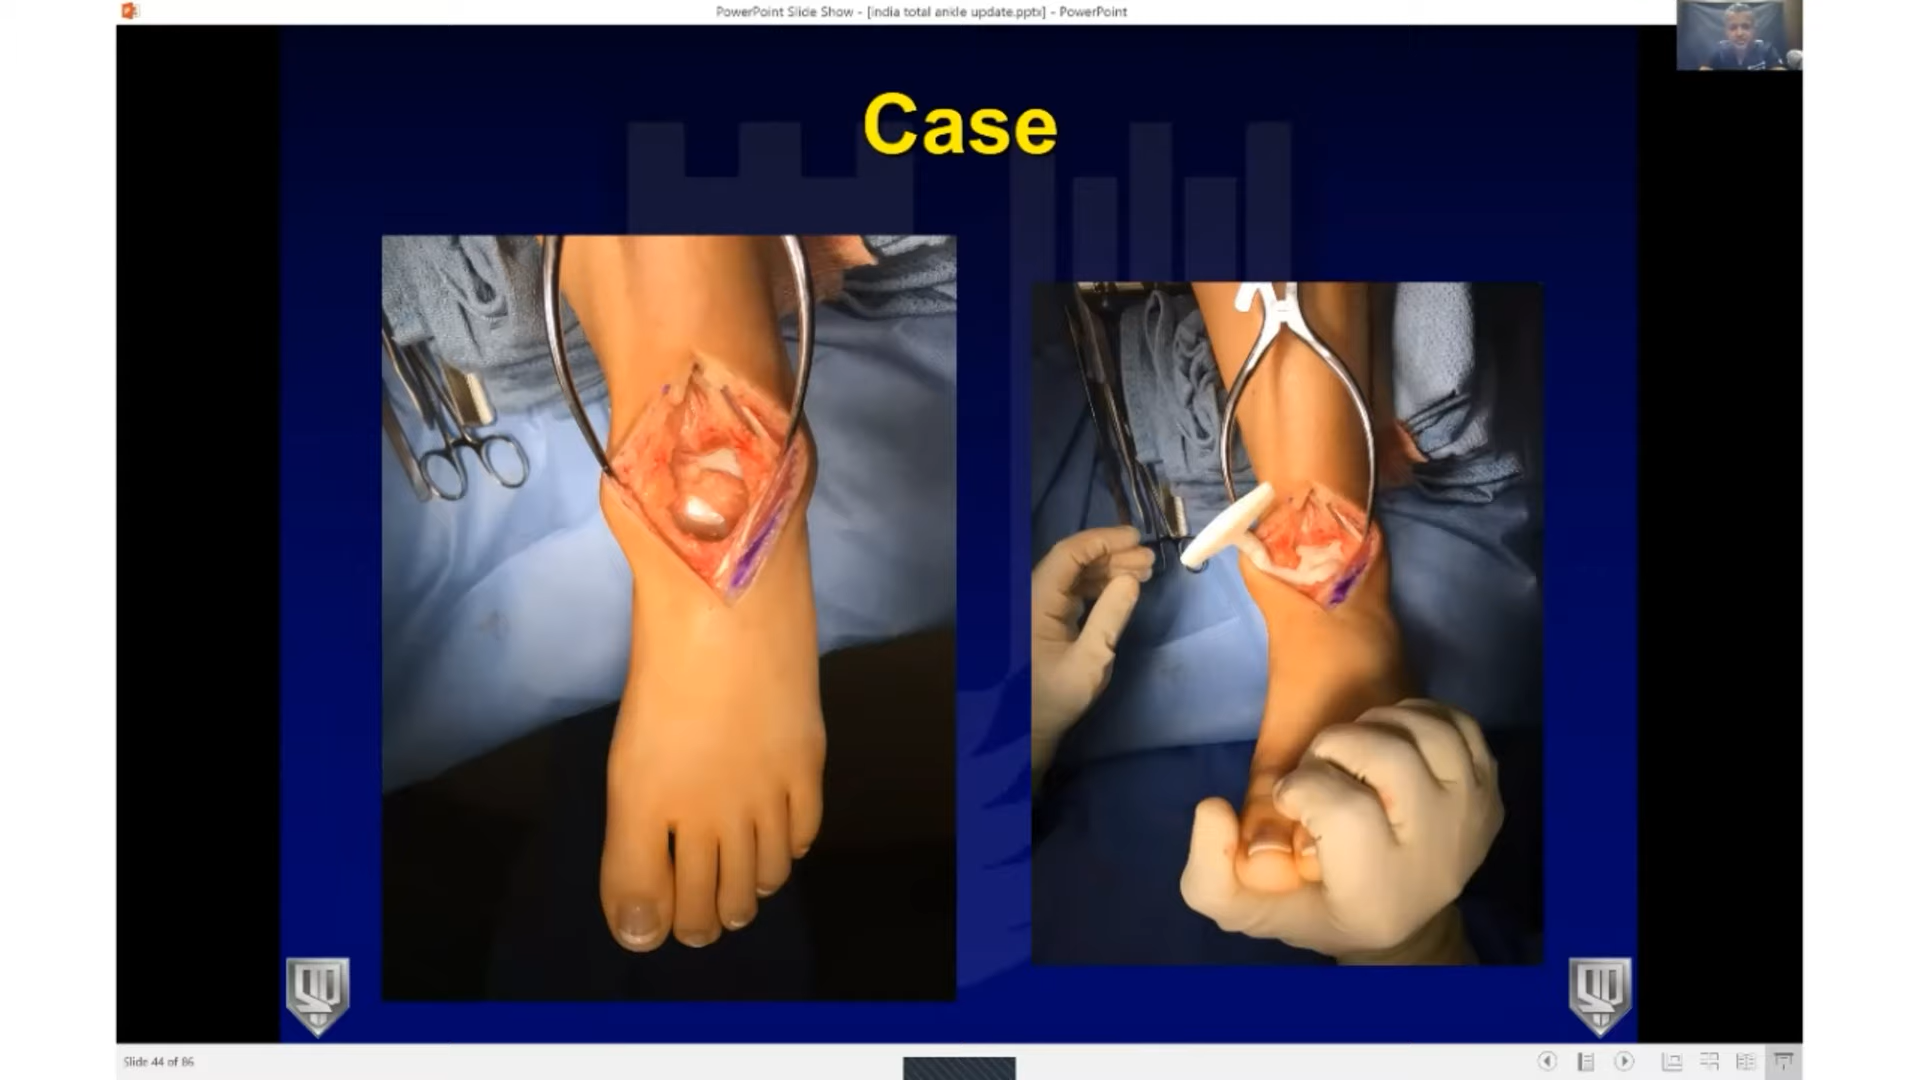 PowerPoint Slide Show - [india total ankle update.pptx] - PowerPoint
Case
Slide 44 of 86